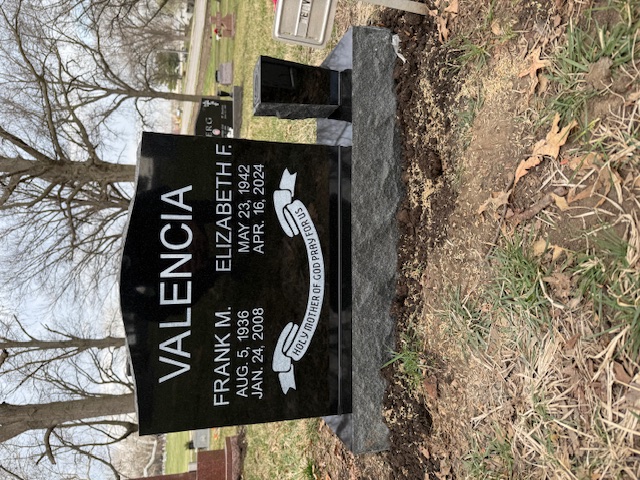 VALENCIA
FRANK M.
AUG. 5, 1936
JAN. 24, 2008
ELIZABETH F.
MAY 23, 1942
APR. 16, 2024
HOLY MOTHER OF GOD PRAY FOR US